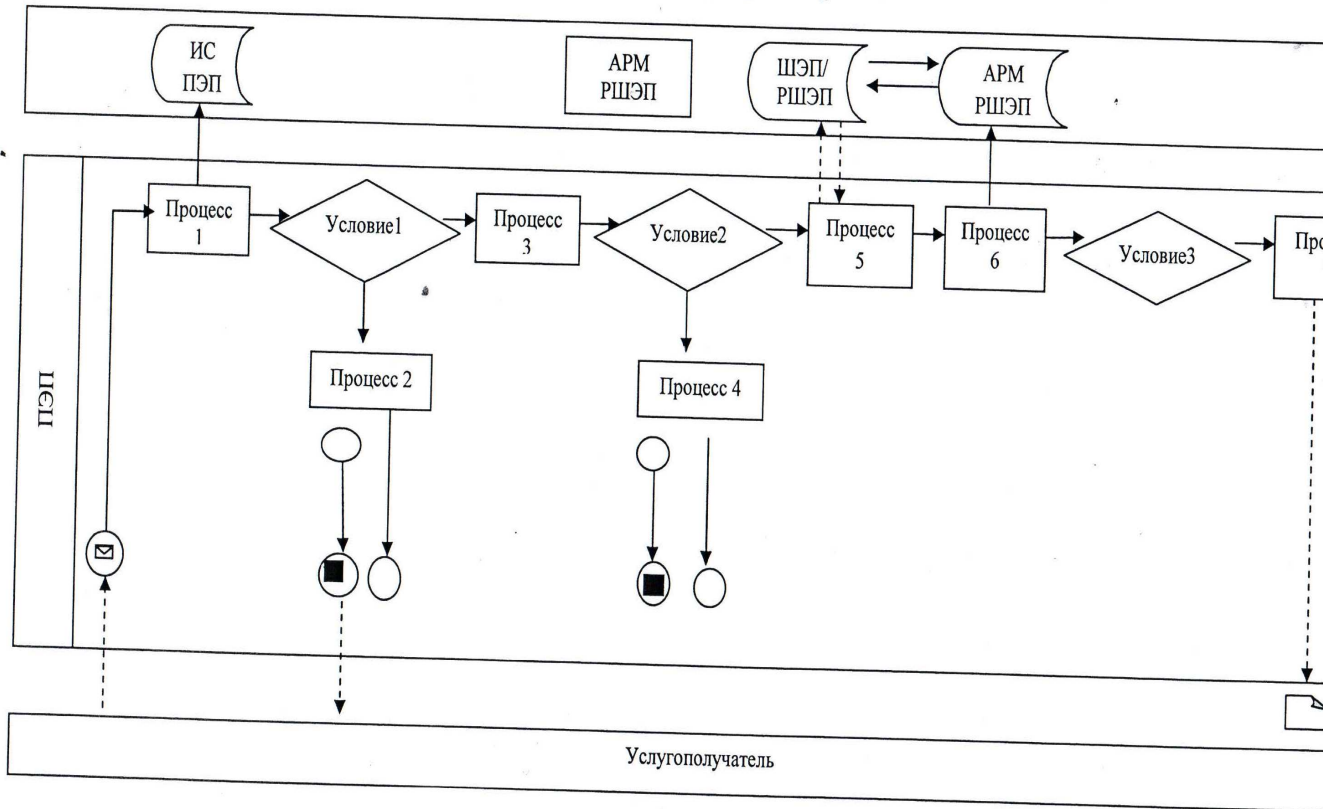 ИС
ПЭП
АРМ
РШЭП
ШЭП/
РШЭП
АРМ
РШЭП
Процесс
1
Условие1
Процесс
3
Условие2
Процесс
5
Процесс
6
Условие3
Процесс 2
Процесс 4
ПЭП
Услугополучатель